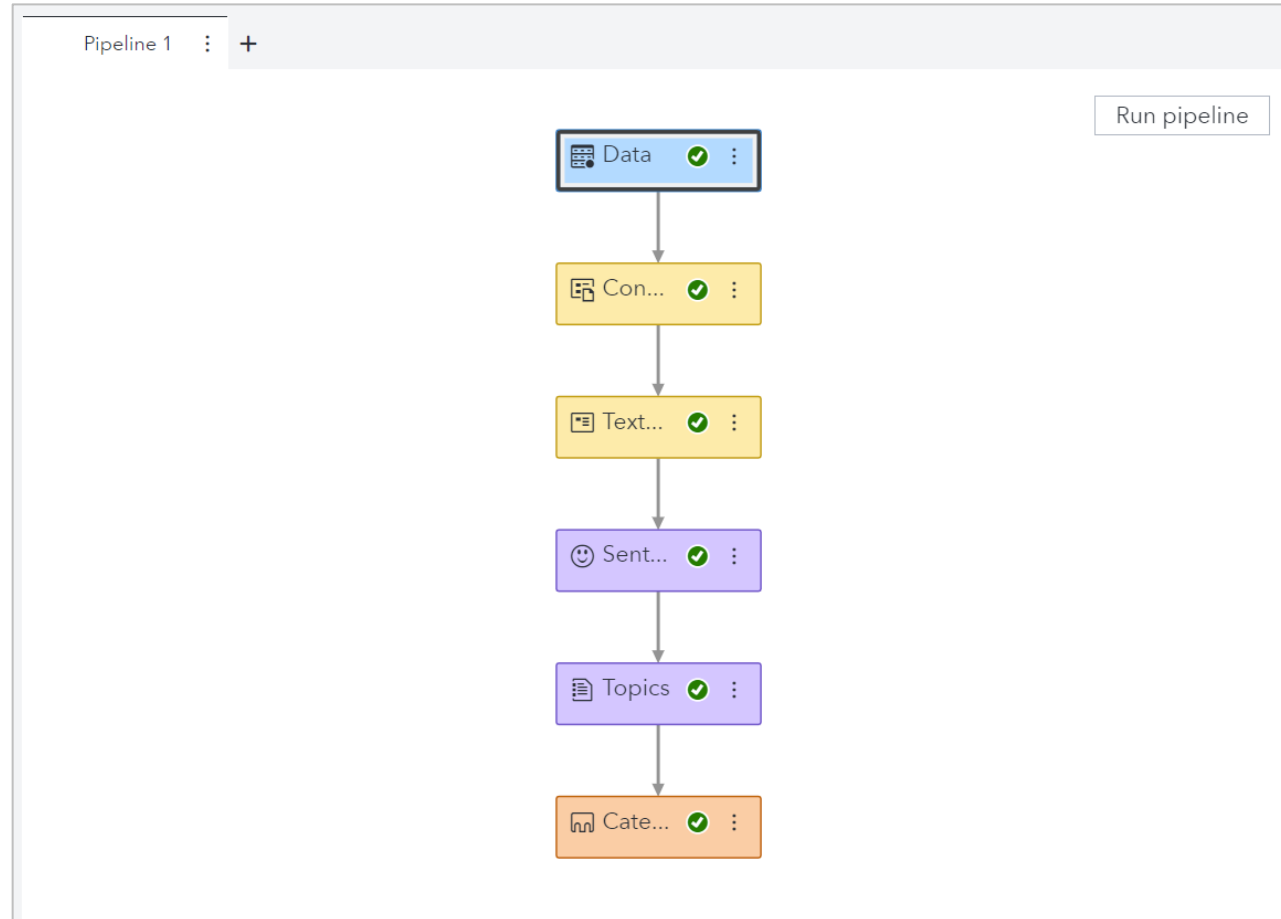 Pipeline 1
Run pipeline
Data
Con...
Text...
Sent...
Topics
Cate...